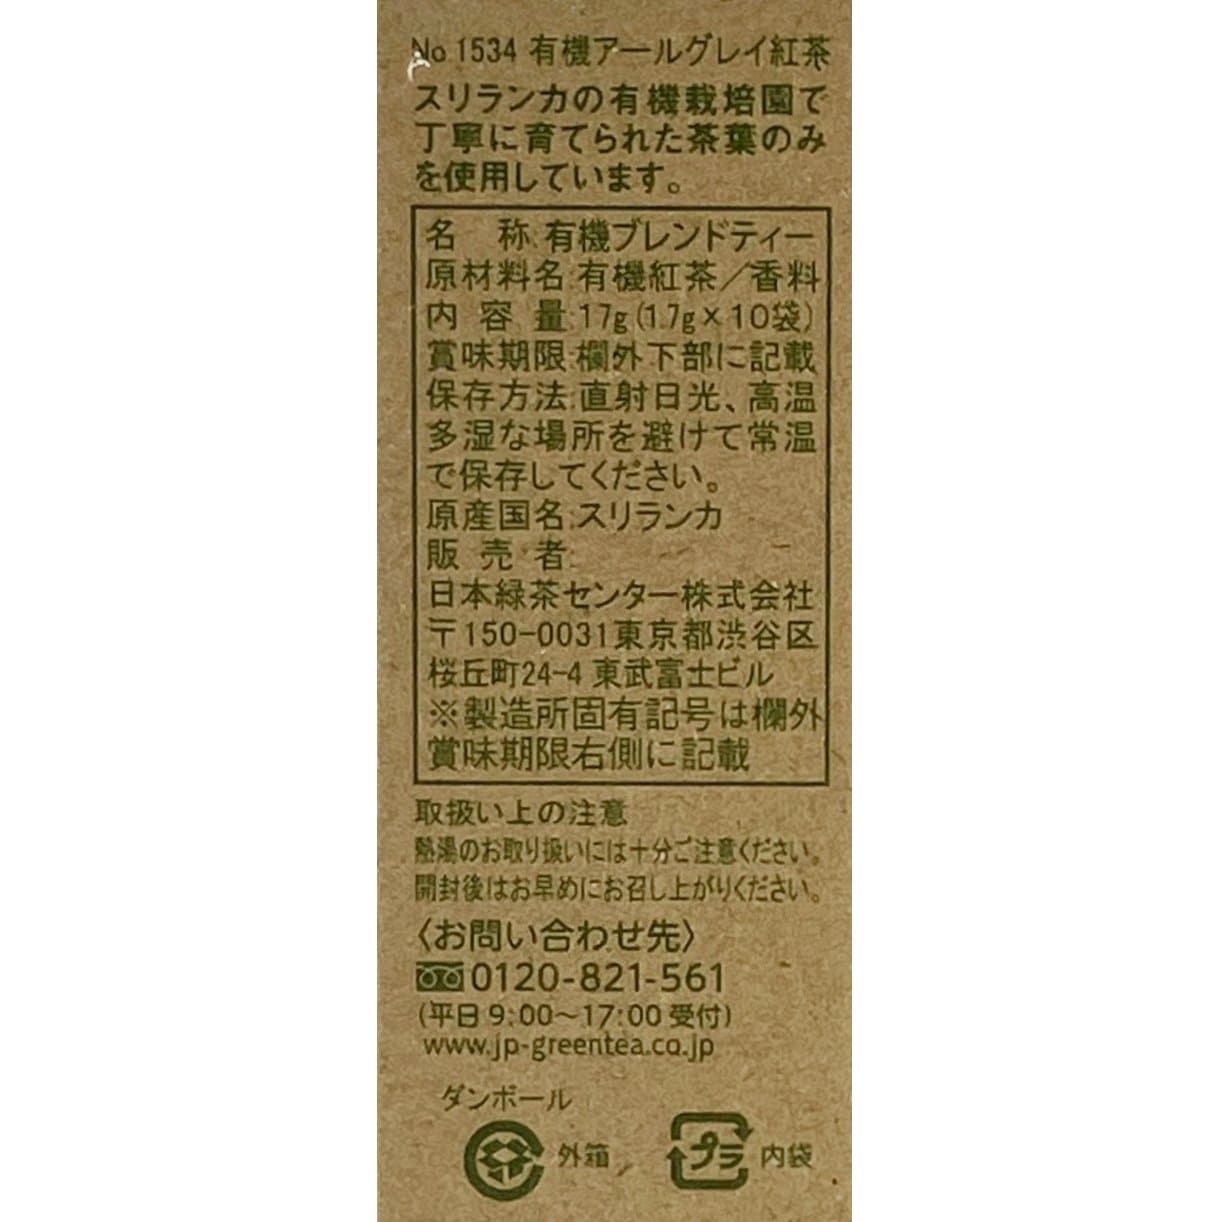 No 1534 有機アールグレイ紅茶
スリランカの有機栽培園で
丁寧に育てられた茶葉のみ
を使用しています。
名 称:有機ブレンドティー
原材料名:有機紅茶／香料
内容量:17g(1.7g×10袋)
賞味期限:欄外下部に記載
保存方法:直射日光、高温
多湿な場所を避けて常温
で保存してください。
原産国名:スリランカ
販売者:
日本緑茶センター株式会社
〒150-0031東京都渋谷区
桜丘町24-4 東武富士ビル
※製造所固有記号は欄外
賞味期限右側に記載
取扱い上の注意
熱湯のお取り扱いには十分ご注意ください。
開封後はお早めにお召し上がりください。
〈お問い合わせ先〉
0120-821-561
(平日9:00～17:00受付)
www.jp-greentea.co.jp
ダンボール
外箱 プラ 内袋